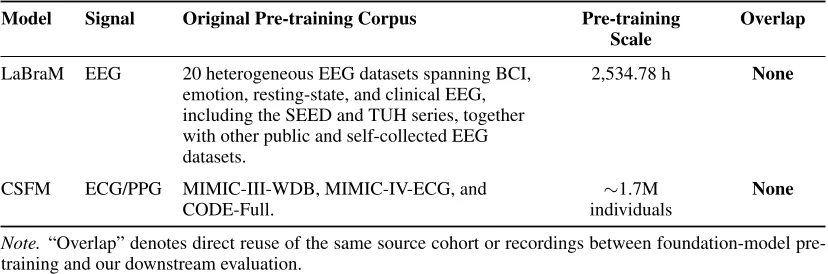 Model Signal Original Pre-training Corpus Pre-training Scale Overlap
LaBraM EEG 20 heterogeneous EEG datasets spanning BCI, 2,534.78 h None
emotion, resting-state, and clinical EEG,
including the SEED and TUH series, together
with other public and self-collected EEG
datasets.
CSFM ECG/PPG MIMIC-III-WDB, MIMIC-IV-ECG, and ∼1.7M None
CODE-Full. individuals
Note. “Overlap” denotes direct reuse of the same source cohort or recordings between foundation-model pre-
training and our downstream evaluation.